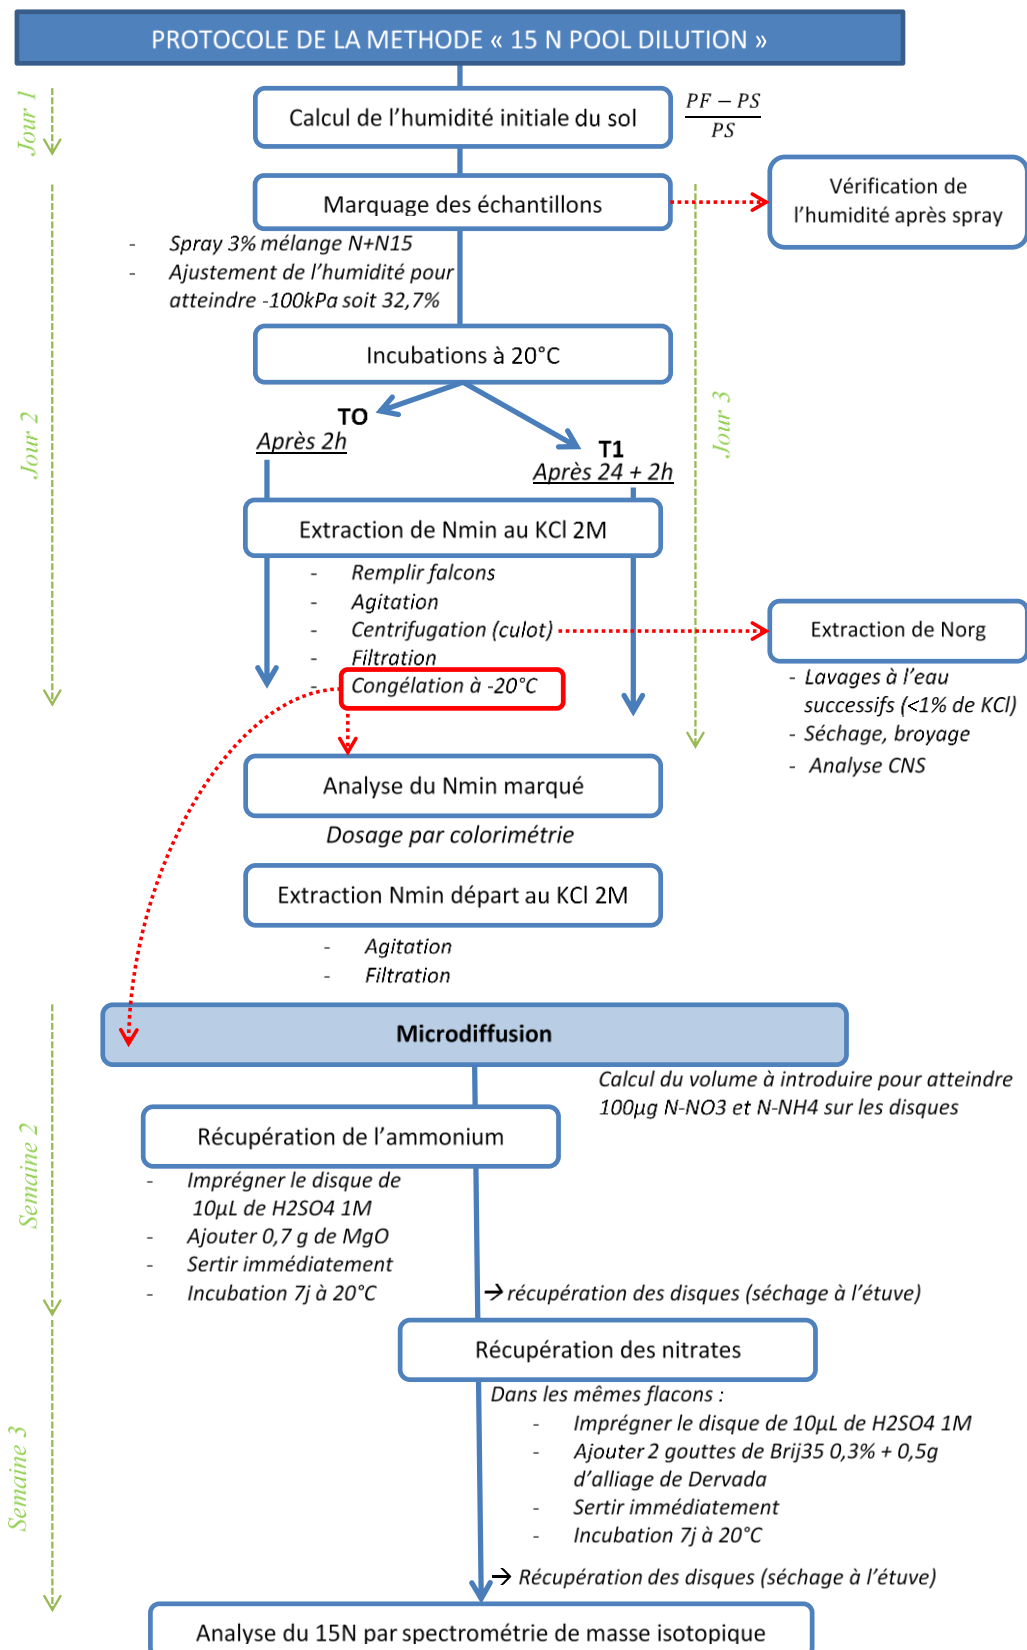 PROTOCOLE DE LA METHODE « 15 N POOL DILUTION »
Jour 1
Calcul de l’humidité initiale du sol
PF − PS
PS
Marquage des échantillons
Vérification de
l’humidité après spray
- Spray 3% mélange N+N15
- Ajustement de l’humidité pour
atteindre -100kPa soit 32,7%
Incubations à 20°C
Jour 2
Jour 3
TO
Après 2h
T1
Après 24 + 2h
Extraction de Nmin au KCl 2M
- Remplir falcons
- Agitation
- Centrifugation (culot)
- Filtration
- Congélation à -20°C
Extraction de Norg
- Lavages à l’eau
successifs (<1% de KCl)
- Séchage, broyage
- Analyse CNS
Analyse du Nmin marqué
Dosage par colorimétrie
Extraction Nmin départ au KCl 2M
- Agitation
- Filtration
Microdiffusion
Calcul du volume à introduire pour atteindre
100µg N-NO3 et N-NH4 sur les disques
Semaine 2
Récupération de l’ammonium
- Imprégner le disque de
10µL de H2SO4 1M
- Ajouter 0,7 g de MgO
- Sertir immédiatement
- Incubation 7j à 20°C
→ récupération des disques (séchage à l’étuve)
Semaine 3
Récupération des nitrates
Dans les mêmes flacons :
- Imprégner le disque de 10µL de H2SO4 1M
- Ajouter 2 gouttes de Brij35 0,3% + 0,5g
d’alliage de Dervada
- Sertir immédiatement
- Incubation 7j à 20°C
→ Récupération des disques (séchage à l’étuve)
Analyse du 15N par spectrométrie de masse isotopique